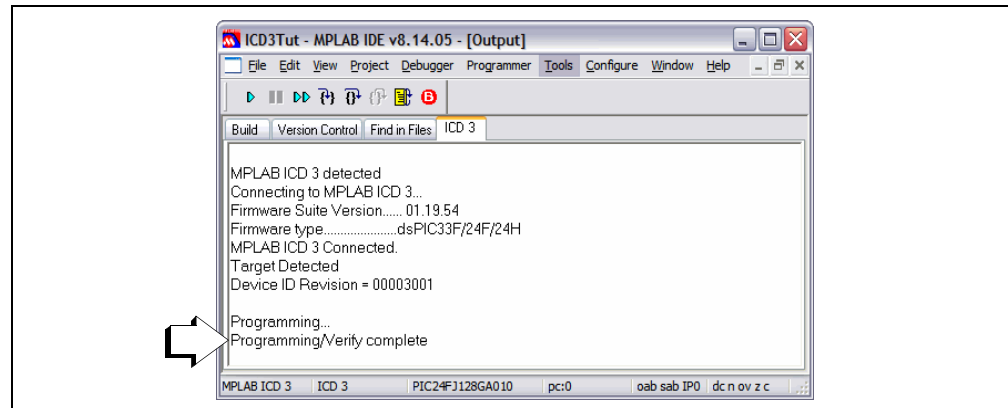 ICD3Tut - MPLAB IDE v8.14.05 - [Output]
File Edit View Project Debugger Programmer Tools Configure Window Help
Build Version Control Find in Files ICD 3
MPLAB ICD 3 detected
Connecting to MPLAB ICD 3...
Firmware Suite Version...... 01.19.54
Firmware type......................dsPIC33F/24F/24H
MPLAB ICD 3 Connected.
Target Detected
Device ID Revision = 00003001
Programming...
Programming/Verify complete
MPLAB ICD 3 ICD 3 PIC24FJ128GA010 pc:0 oab sab IP0 dc n ov z c